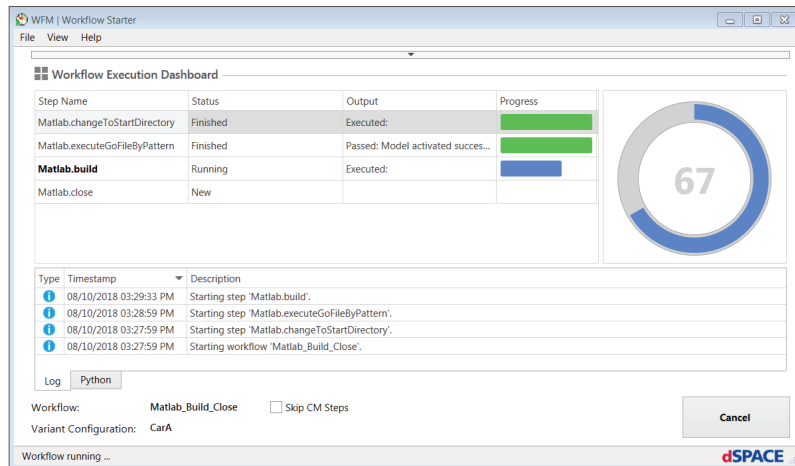 WFM | Workflow Starter
File View Help
Workflow Execution Dashboard
Step Name Status Output Progress
Matlab.changeToStartDirectory Finished Executed:
Matlab.executeGoFileByPattern Finished Passed: Model activated succes...
Matlab.build Running Executed:
Matlab.close New
67
Type Timestamp Description
08/10/2018 03:29:33 PM Starting step 'Matlab.build'.
08/10/2018 03:28:59 PM Starting step 'Matlab.executeGoFileByPattern'.
08/10/2018 03:27:59 PM Starting step 'Matlab.changeToStartDirectory'.
08/10/2018 03:27:59 PM Starting workflow 'Matlab_Build_Close'.
Log Python
Workflow: Matlab_Build_Close Skip CM Steps
Variant Configuration: CarA
Cancel
Workflow running ...
dSPACE